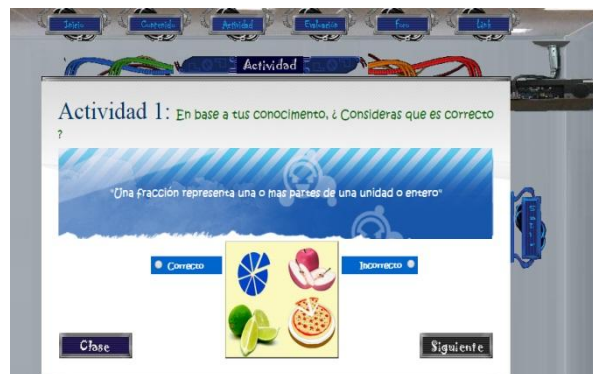 Inicio Contenido Actividad Evaluación Foro Link
Actividad
Actividad 1: En base a tus conocimento, ¿ Consideras que es correcto
?
"Una fracción representa una o mas partes de una unidad o entero"
Correcto Incorrecto
Clase Siguiente